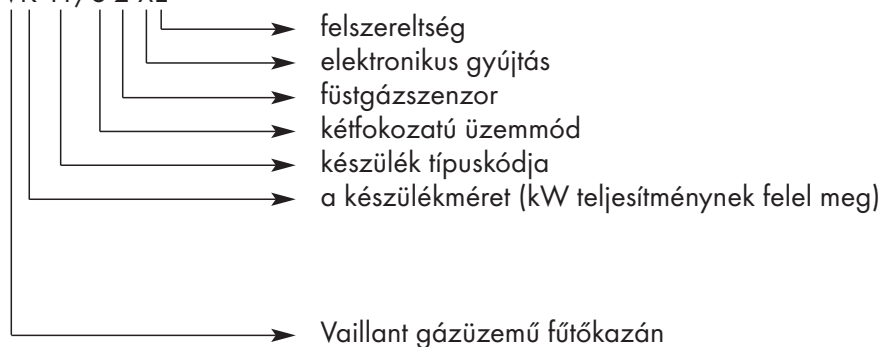 felszereltség
elektronikus gyújtás
füstgázszenzor
kétfokozatú üzemmód
készülék típuskódja
a készülékméret (kW teljesítménynek felel meg)
Vaillant gázüzemű fűtőkazán